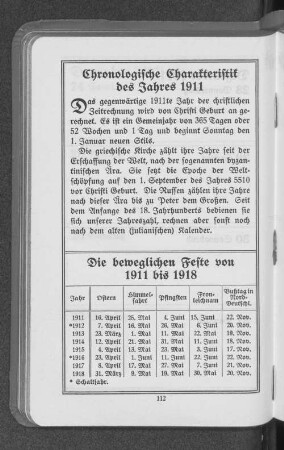 Chronologische Charakteristik
des Jahres 1911
Das gegenwärtige 1911te Jahr der christlichen
Zeitrechnung wird von Christi Geburt an ge-
rechnet. Es ist ein Gemeinjahr von 365 Tagen oder
52 Wochen und 1 Tag und beginnt Sonntag den
1. Januar neuen Stils.
Die griechische Kirche zählt ihre Jahre seit der
Erschaffung der Welt, nach der sogenannten byzan-
tinischen Ära. Sie setzt die Epoche der Welt-
schöpfung auf den 1. September des Jahres 5510
vor Christi Geburt. Die Russen zählten ihre Jahre
nach dieser Ära bis zu Peter dem Großen. Seit
dem Anfange des 18. Jahrhunderts bedienen sie
sich unserer Jahreszahl, rechnen aber sonst noch
nach dem alten (julianischen) Kalender.
Die beweglichen Feste von
1911 bis 1918
Jahr Ostern Himmel-fahrt Pfingsten Fron-leichnam Bußtag in Nord-Deutschl.
1911 16. April 25. Mai 4. Juni 15. Juni 22. Nov.
*1912 7. April 16. Mai 26. Mai 6. Juni 20. Nov.
1913 23. März 1. Mai 11. Mai 22. Mai 19. Nov.
1914 12. April 21. Mai 31. Mai 11. Juni 18. Nov.
1915 4. April 13. Mai 23. Mai 3. Juni 17. Nov.
*1916 23. April 1. Juni 11. Juni 22. Juni 22. Nov.
1917 8. April 17. Mai 27. Mai 7. Juni 21. Nov.
1918 31. März 9. Mai 19. Mai 30. Mai 20. Nov.
* Schaltjahr.
112